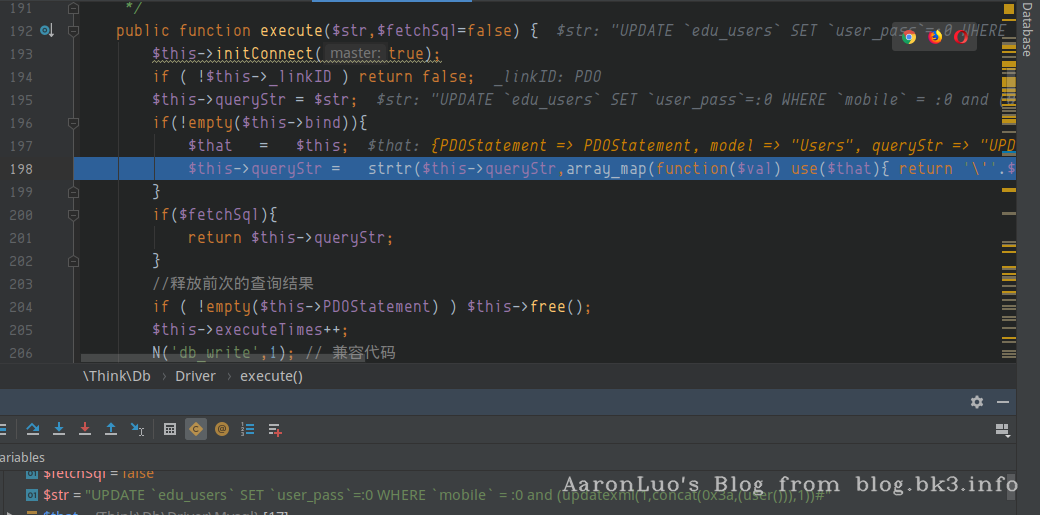 191 */
192 public function execute($str,$fetchSql=false) { $str: "UPDATE `edu_users` SET `user_pass`=:0 WHERE
193 $this->initConnect( master: true);
194 if ( !$this->_linkID ) return false; _linkID: PDO
195 $this->queryStr = $str; $str: "UPDATE `edu_users` SET `user_pass`=:0 WHERE `mobile` = :0 and
196 if(!empty($this->bind)){
197 $that = $this; $that: {PDOStatement => PDOStatement, model => "Users", queryStr => "UPD
198 $this->queryStr = strtr($this->queryStr,array_map(function($val) use($that){ return '\''.$
199 }
200 if($fetchSql){
201 return $this->queryStr;
202 }
203 //释放前次的查询结果
204 if ( !empty($this->PDOStatement) ) $this->free();
205 $this->executeTimes++;
206 N('db_write',1); // 兼容代码
Database
\Think\Db › Driver › execute()
ariables
$fetchSql = false
$str = "UPDATE `edu_users` SET `user_pass`=:0 WHERE `mobile` = :0 and (updatexml(1,concat(0x3a,(user())),1))#"
$that = {Think\Db\Driver\Mysql} [17]
AaronLuo's Blog from blog.bk3.info